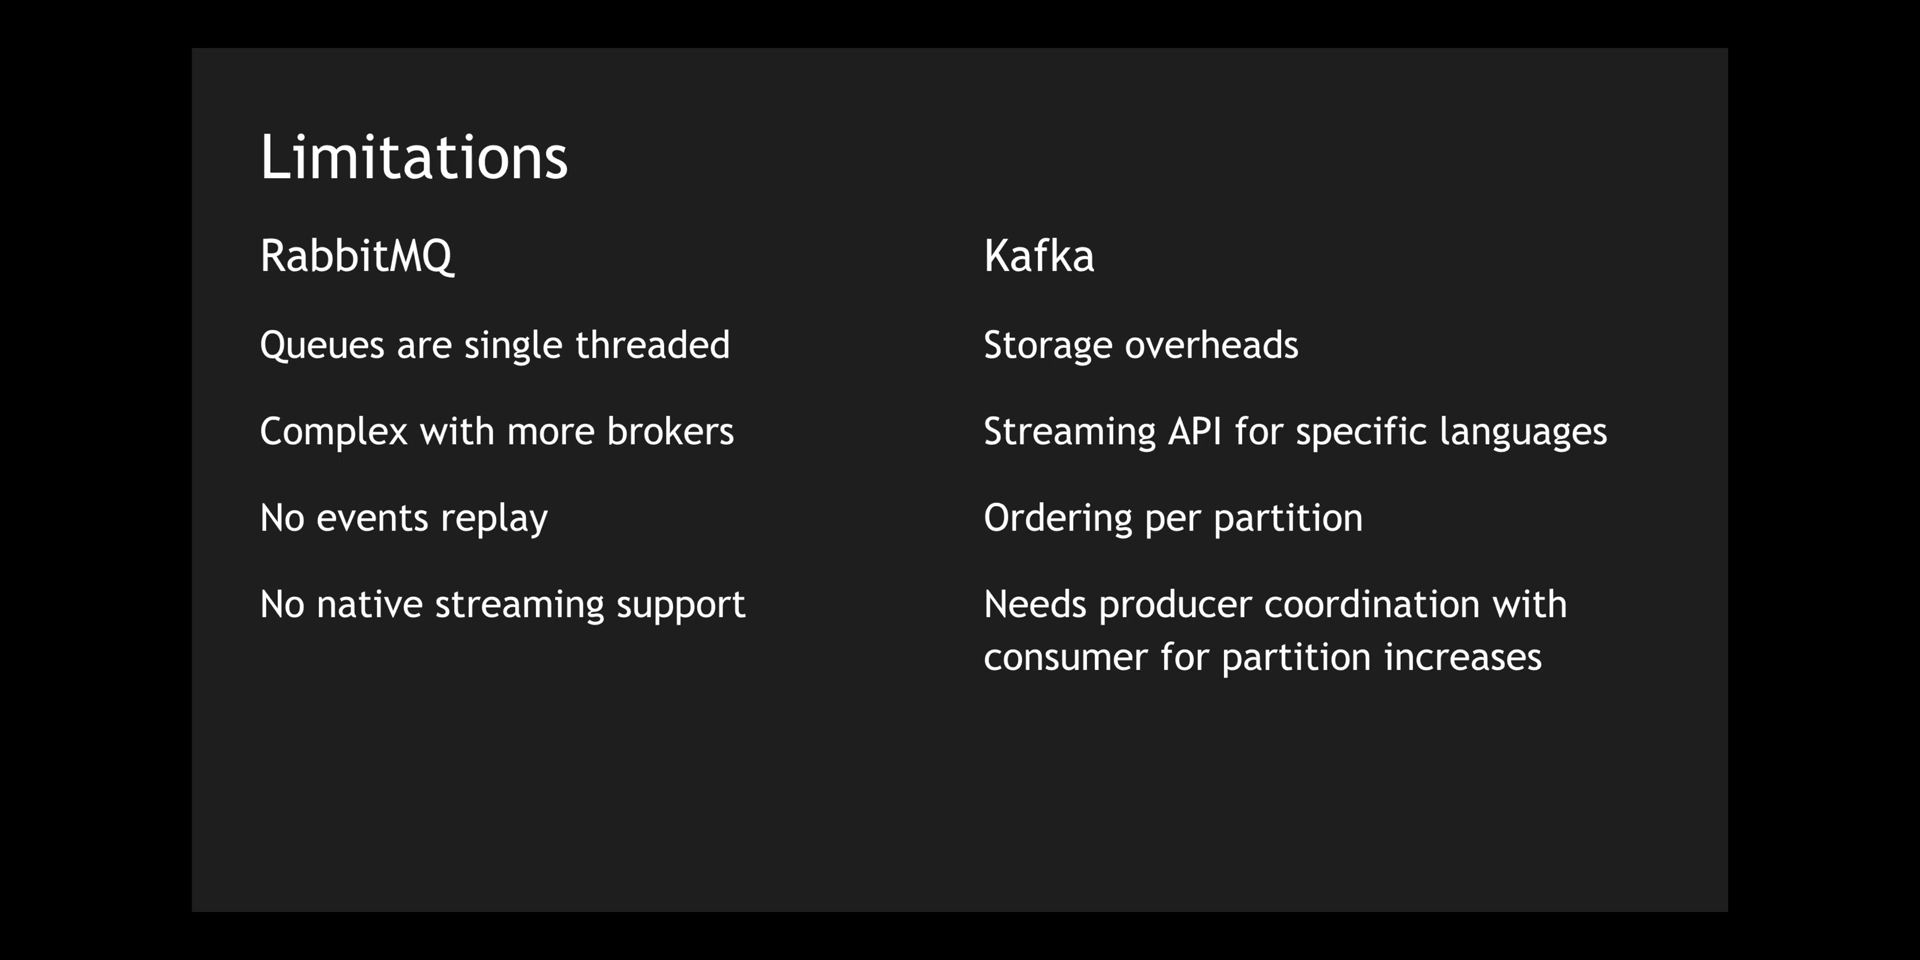 Limitations
RabbitMQ
Queues are single threaded
Complex with more brokers
No events replay
No native streaming support
Kafka
Storage overheads
Streaming API for specific languages
Ordering per partition
Needs producer coordination with
consumer for partition increases